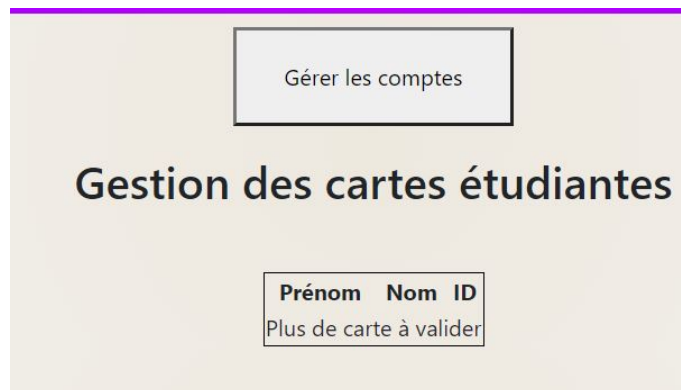 Gérer les comptes
Gestion des cartes étudiantes
Prénom Nom ID
Plus de carte à valider